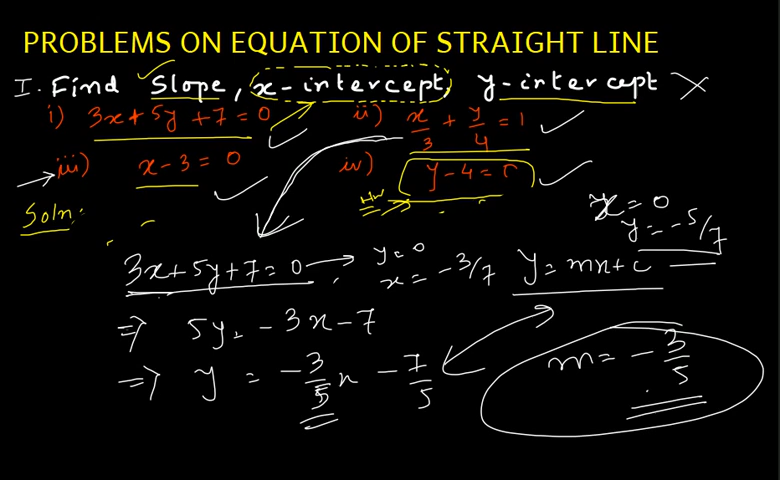 PROBLEMS ON EQUATION OF STRAIGHT LINE
I. Find Slope, x-intercept, y-intercept
i) 3x+5y+7=0 ii) x/3 + y/4 = 1
iii) x-3=0 iv) y-4=
Soln:
x=0
y=-5/7
3x+5y+7=0 y=0
x=-3/7
y=mx+c
⇒ 5y=-3x-7
⇒ y = -3/5 x - 7/5
m = -3/5